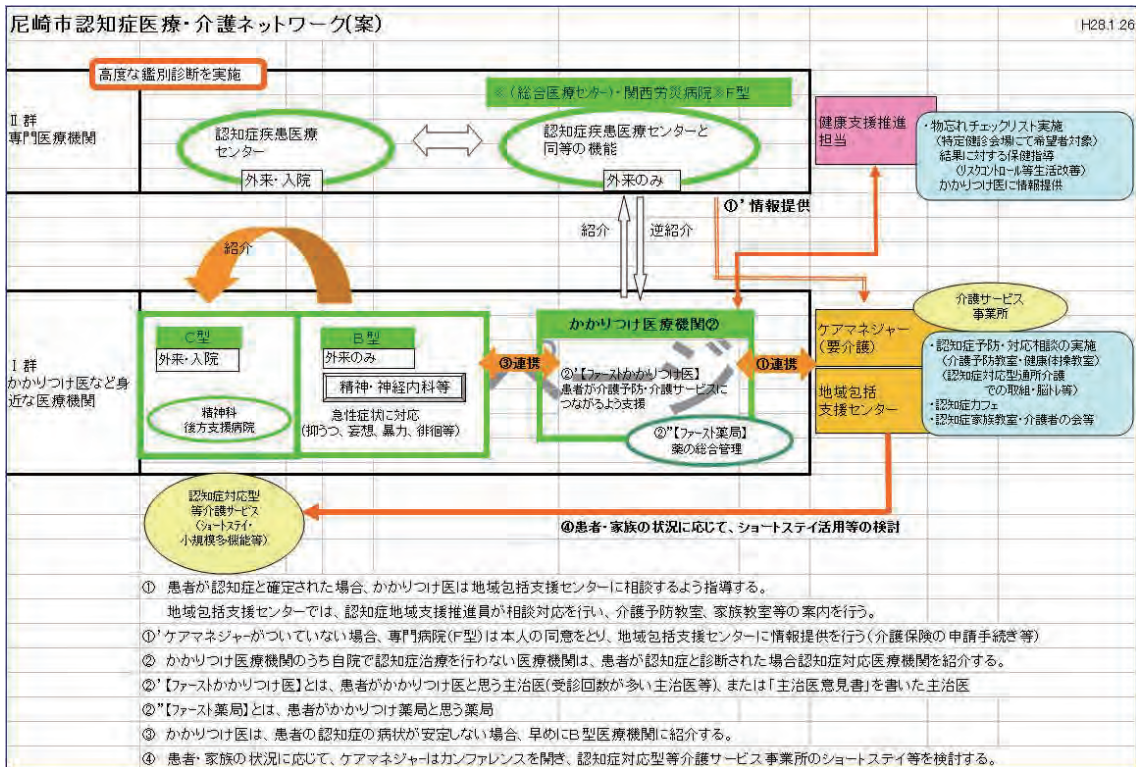 尼崎市認知症医療・介護ネットワーク(案)
H28.1.26
高度な鑑別診断を実施
Ⅱ群
専門医療機関
認知症疾患医療
センター
外来・入院
※(総合医療センター)・関西労災病院※F型
認知症疾患医療センターと
同等の機能
外来のみ
健康支援推進
担当
・物忘れチェックリスト実施
(特定健診会場にて希望者対象)
結果に対する保健指導
(リスクコントロール等生活改善)
かかりつけ医に情報提供
①’情報提供
紹介
紹介
逆紹介
Ⅰ群
かかりつけ医など身
近な医療機関
C型
外来・入院
精神科
後方支援病院
B型
外来のみ
精神・神経内科等
急性症状に対応
(抑うつ、妄想、暴力、徘徊等)
③連携
かかりつけ医療機関②
②’【ファーストかかりつけ医】
患者が介護予防・介護サービスに
つながるよう支援
②”【ファースト薬局】
薬の総合管理
①連携
ケアマネジャー
(要介護)
地域包括
支援センター
介護サービス
事業所
・認知症予防・対応相談の実施
(介護予防教室・健康体操教室)
(認知症対応型通所介護
での取組・脳トレ等)
・認知症カフェ
・認知症家族教室・介護者の会等
認知症対応型
等介護サービス
(ショートステイ・
小規模多機能等)
④患者・家族の状況に応じて、ショートステイ活用等の検討
① 患者が認知症と確定された場合、かかりつけ医は地域包括支援センターに相談するよう指導する。
地域包括支援センターでは、認知症地域支援推進員が相談対応を行い、介護予防教室、家族教室等の案内を行う。
①’ケアマネジャーがついていない場合、専門病院(F型)は本人の同意をとり、地域包括支援センターに情報提供を行う(介護保険の申請手続き等)
② かかりつけ医療機関のうち自院で認知症治療を行わない医療機関は、患者が認知症と診断された場合認知症対応医療機関を紹介する。
②’【ファーストかかりつけ医】とは、患者がかかりつけ医と思う主治医(受診回数が多い主治医等)、または「主治医意見書」を書いた主治医
②”【ファースト薬局】とは、患者がかかりつけ薬局と思う薬局
③ かかりつけ医は、患者の認知症の病状が安定しない場合、早めにB型医療機関に紹介する。
④ 患者・家族の状況に応じて、ケアマネジャーはカンファレンスを開き、認知症対応型等介護サービス事業所のショートステイ等を検討する。